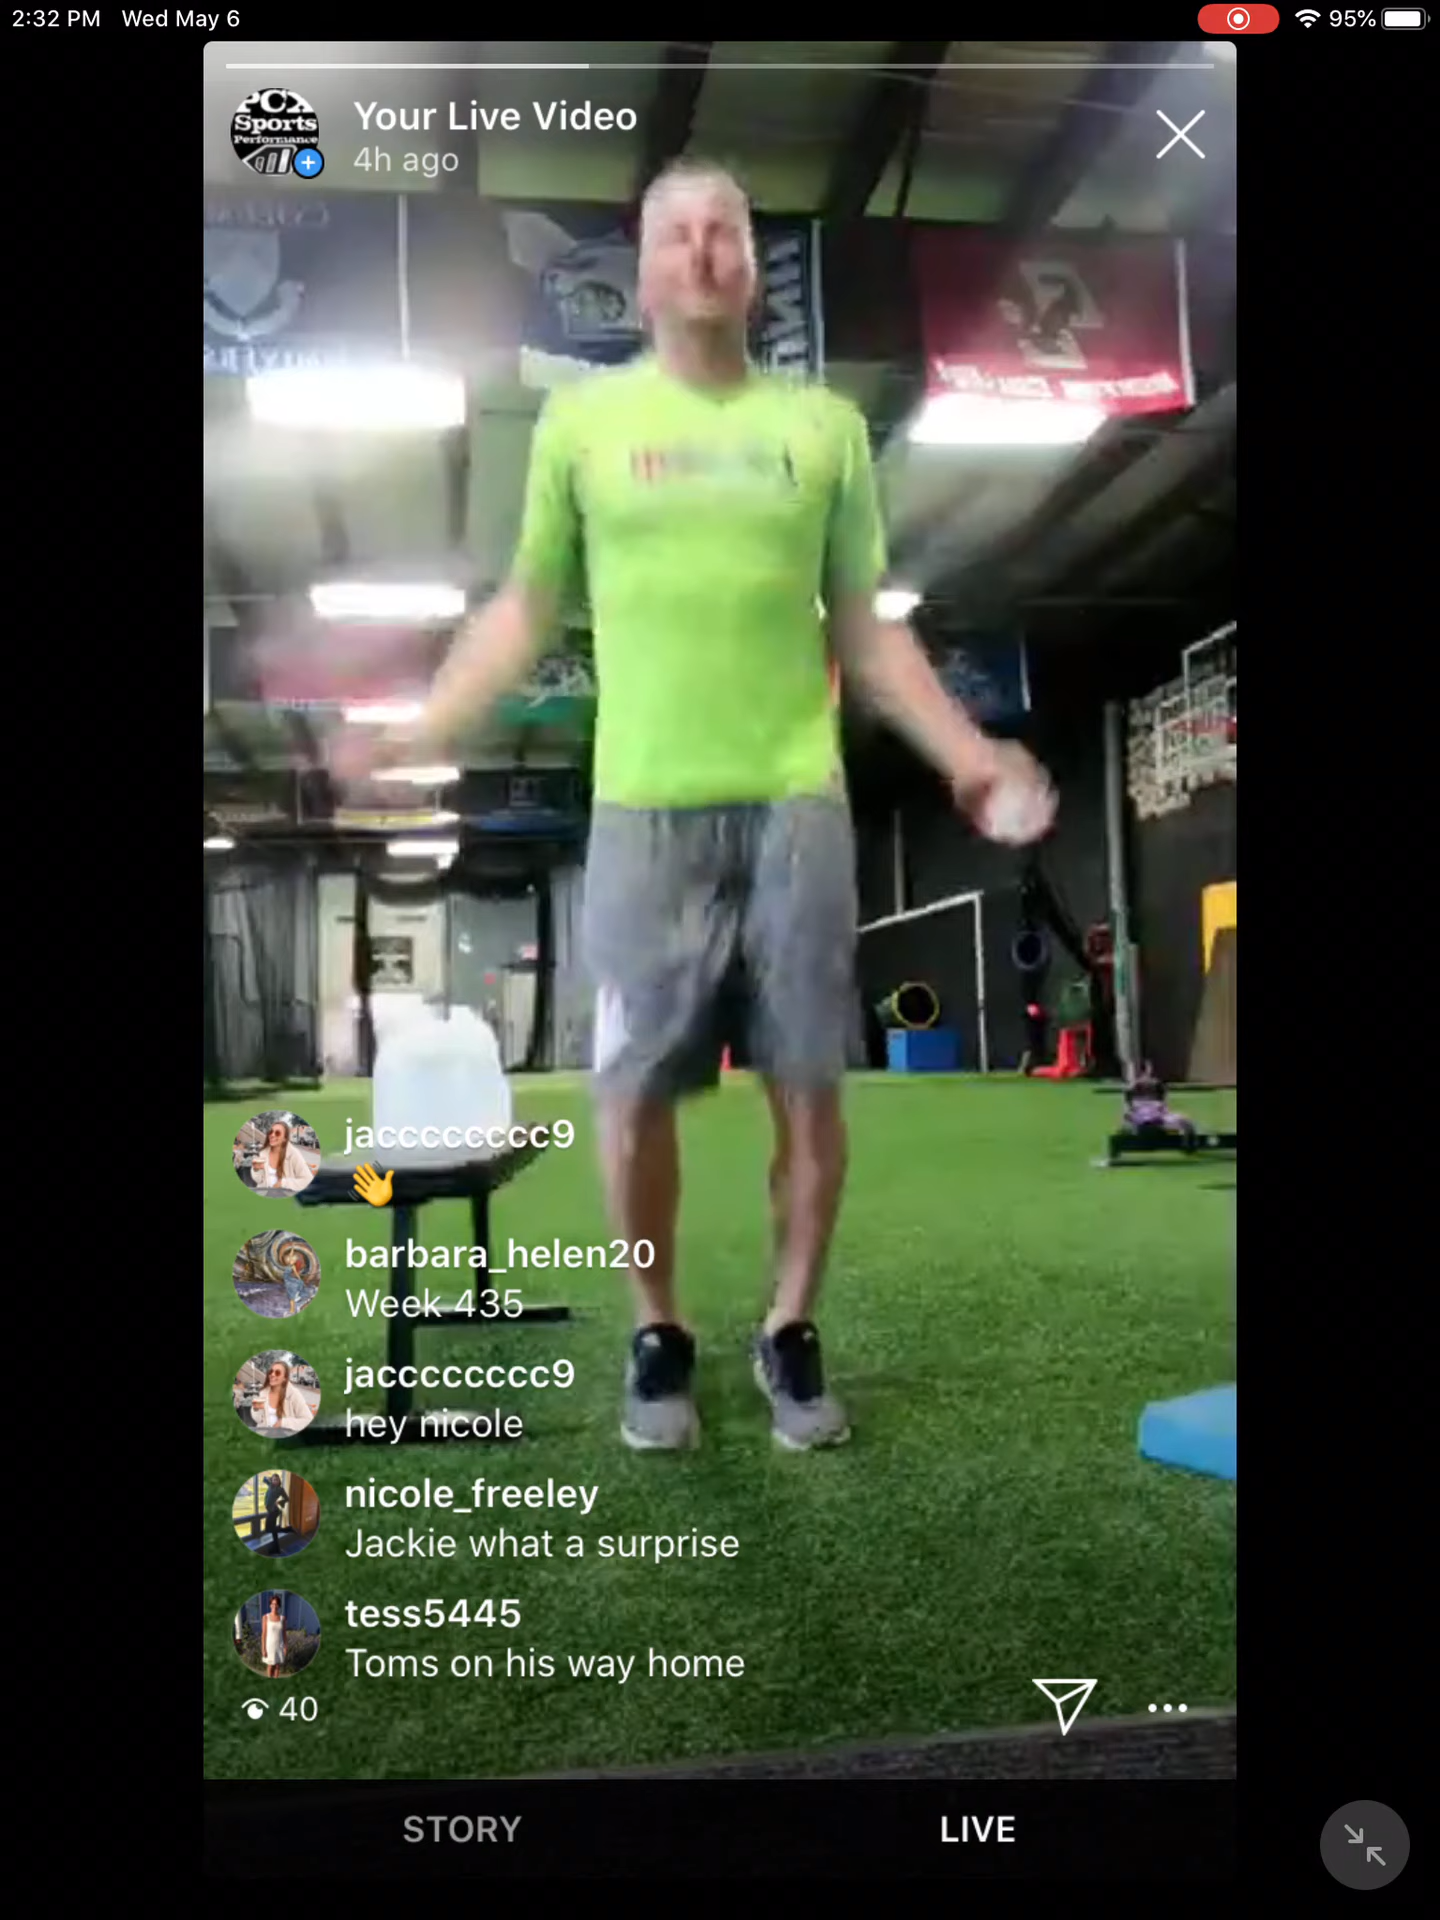 2:32 PM Wed May 6
95%
PCX
Sports
Performance
Your Live Video
4h ago
jacccccccc9
👋
barbara_helen20
Week 435
jacccccccc9
hey nicole
nicole_freeley
Jackie what a surprise
tess5445
Toms on his way home
40
STORY
LIVE